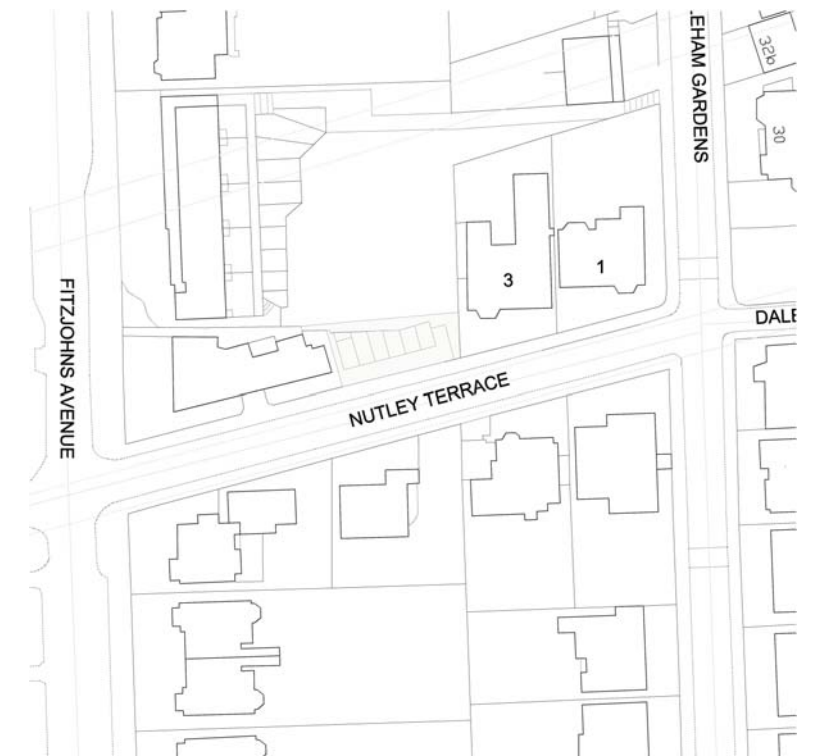 LEHAM GARDENS
32b
30
3
1
FITZJOHNS AVENUE
DALE
NUTLEY TERRACE